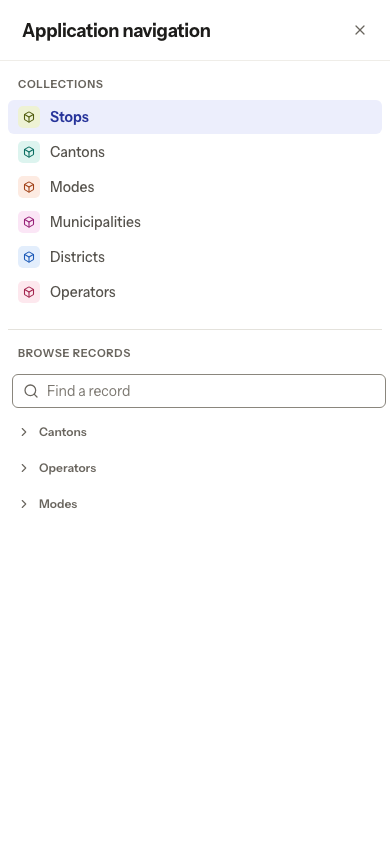 Application navigation
COLLECTIONS
Stops
Cantons
Modes
Municipalities
Districts
Operators
BROWSE RECORDS
Find a record
Cantons
Operators
Modes